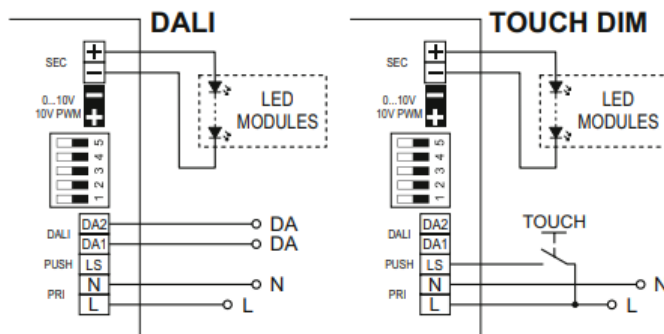 DALI
SEC
+
−
0...10V
10V PWM
−
+
LED
MODULES
5
4
3
2
1
DALI
DA2
DA1
DA
DA
PUSH
LS
PRI
N
L
N
L
TOUCH DIM
SEC
+
−
0...10V
10V PWM
−
+
LED
MODULES
5
4
3
2
1
DALI
DA2
DA1
TOUCH
PUSH
LS
PRI
N
L
N
L